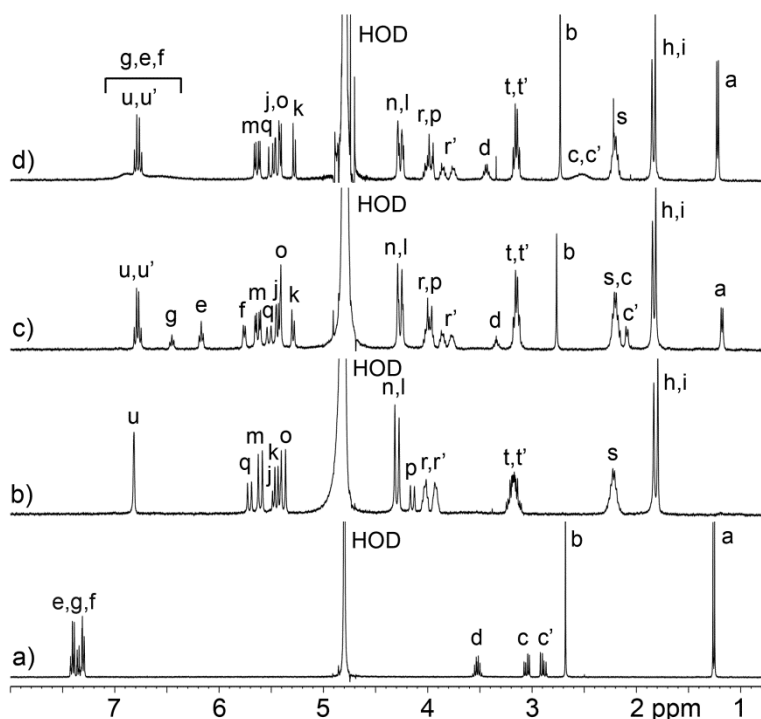 g,e,f
u,u'
m q j,o k
HOD
n,l r,p r' d t,t' b c,c' s h,i a
d)
u,u' g e f m q j o k
HOD
n,l r,p r' d t,t' b s,c c' h,i a
c)
u q m j k o
HOD
n,l p r,r' t,t' s h,i
b)
e,g,f
HOD
d c c' b a
a)
7 6 5 4 3 2 ppm 1